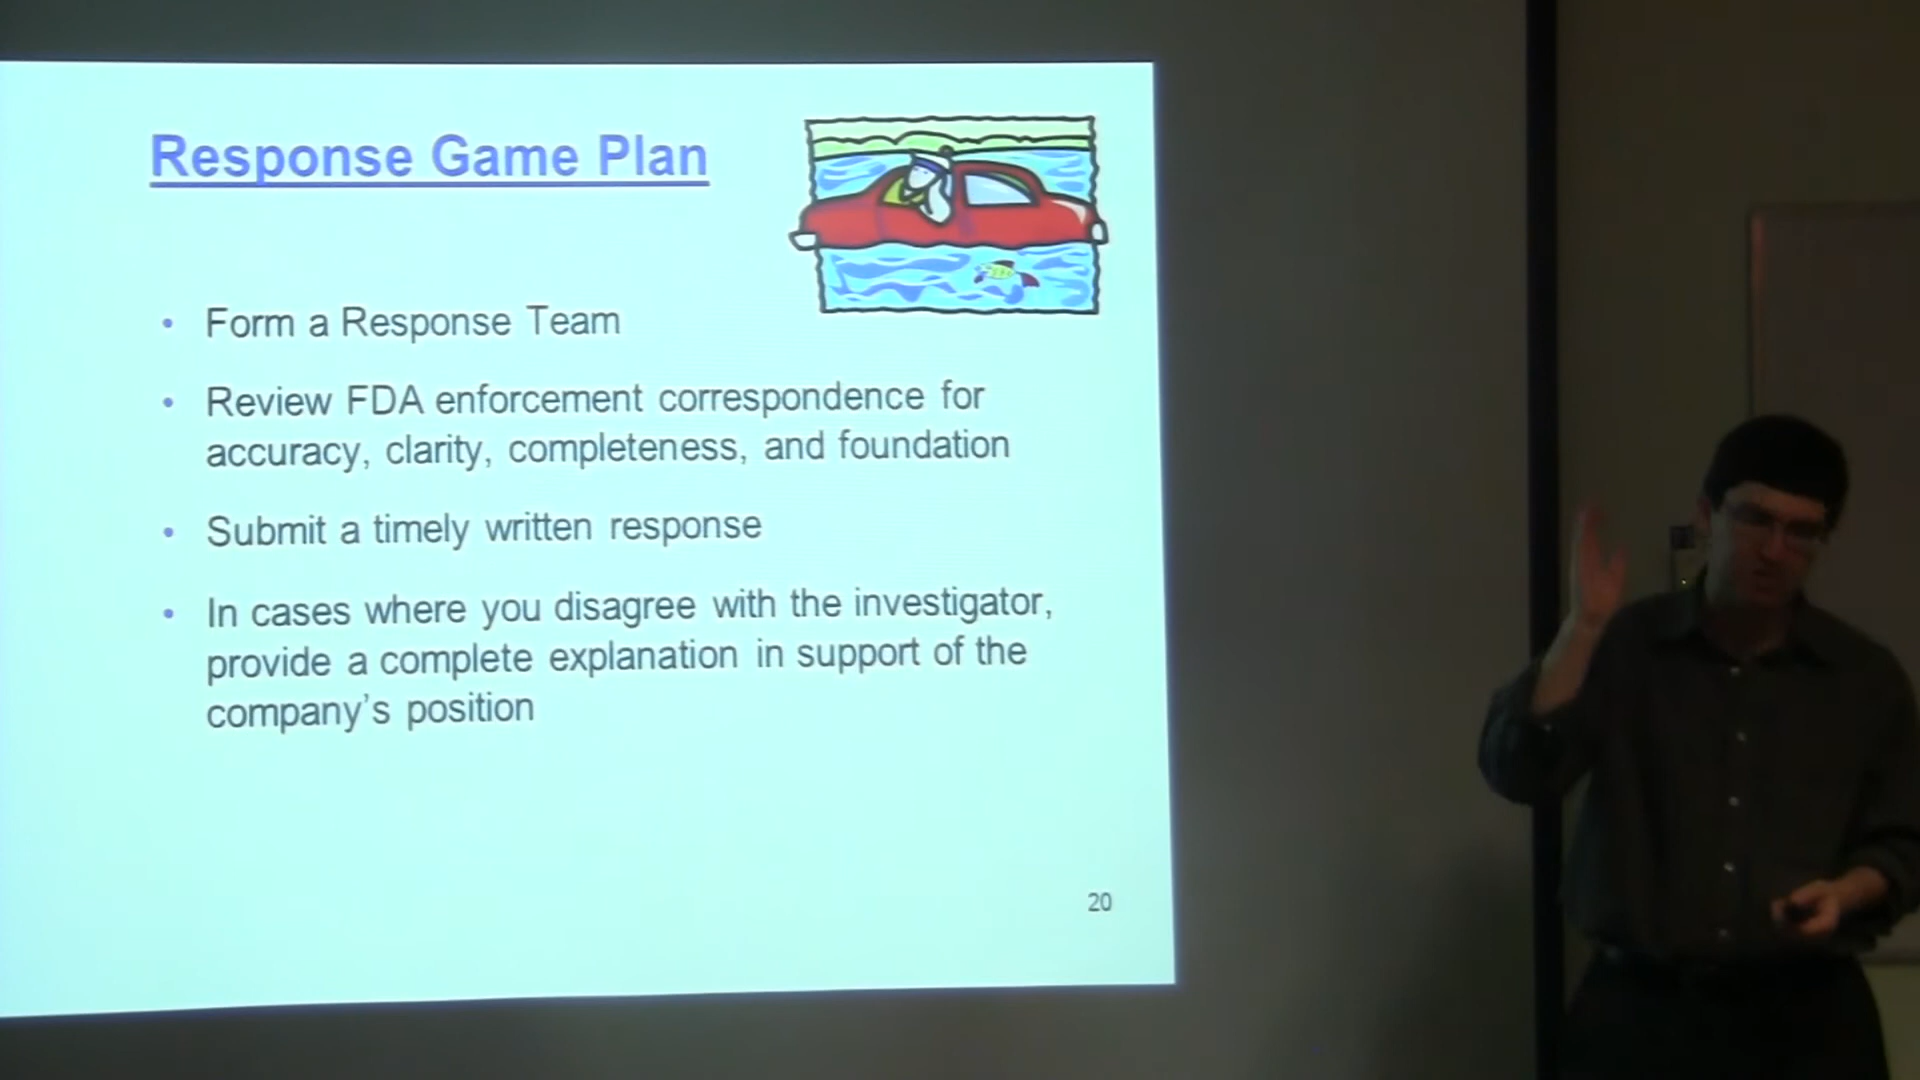 Response Game Plan
• Form a Response Team
• Review FDA enforcement correspondence for
accuracy, clarity, completeness, and foundation
• Submit a timely written response
• In cases where you disagree with the investigator,
provide a complete explanation in support of the
company's position
20